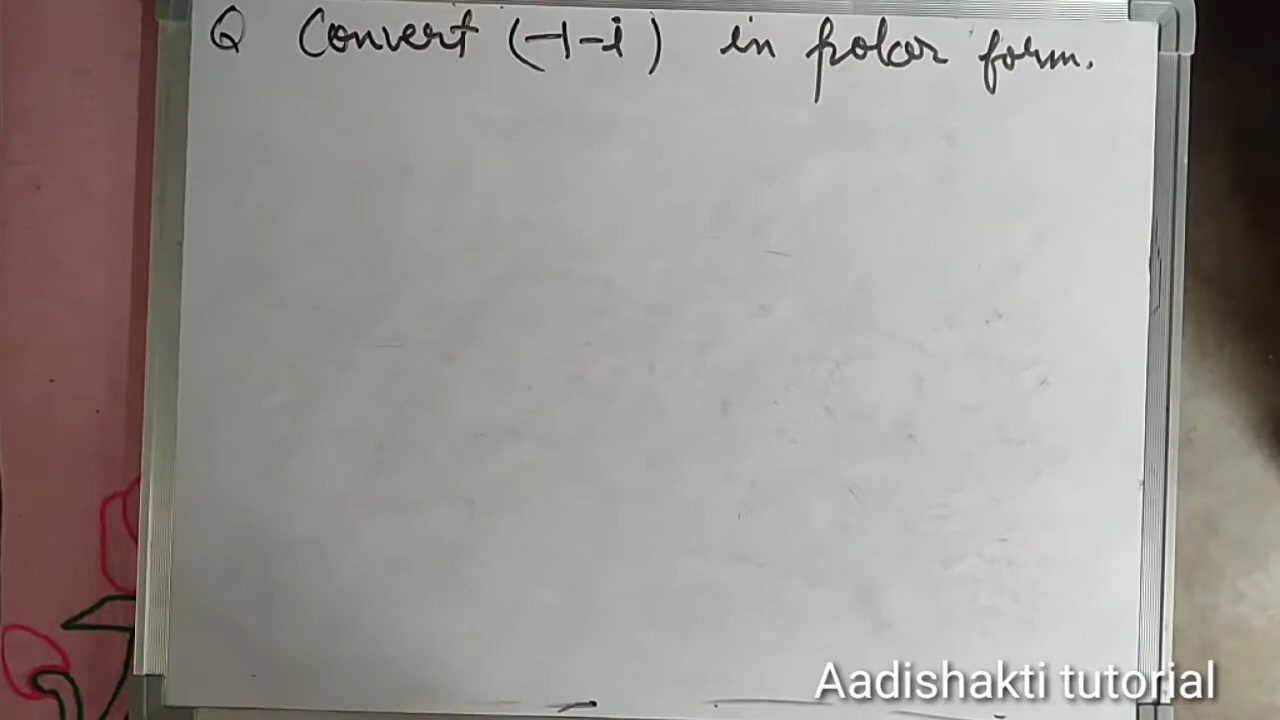 Q Convert (-1-i) in polar form.
Aadishakti tutorial